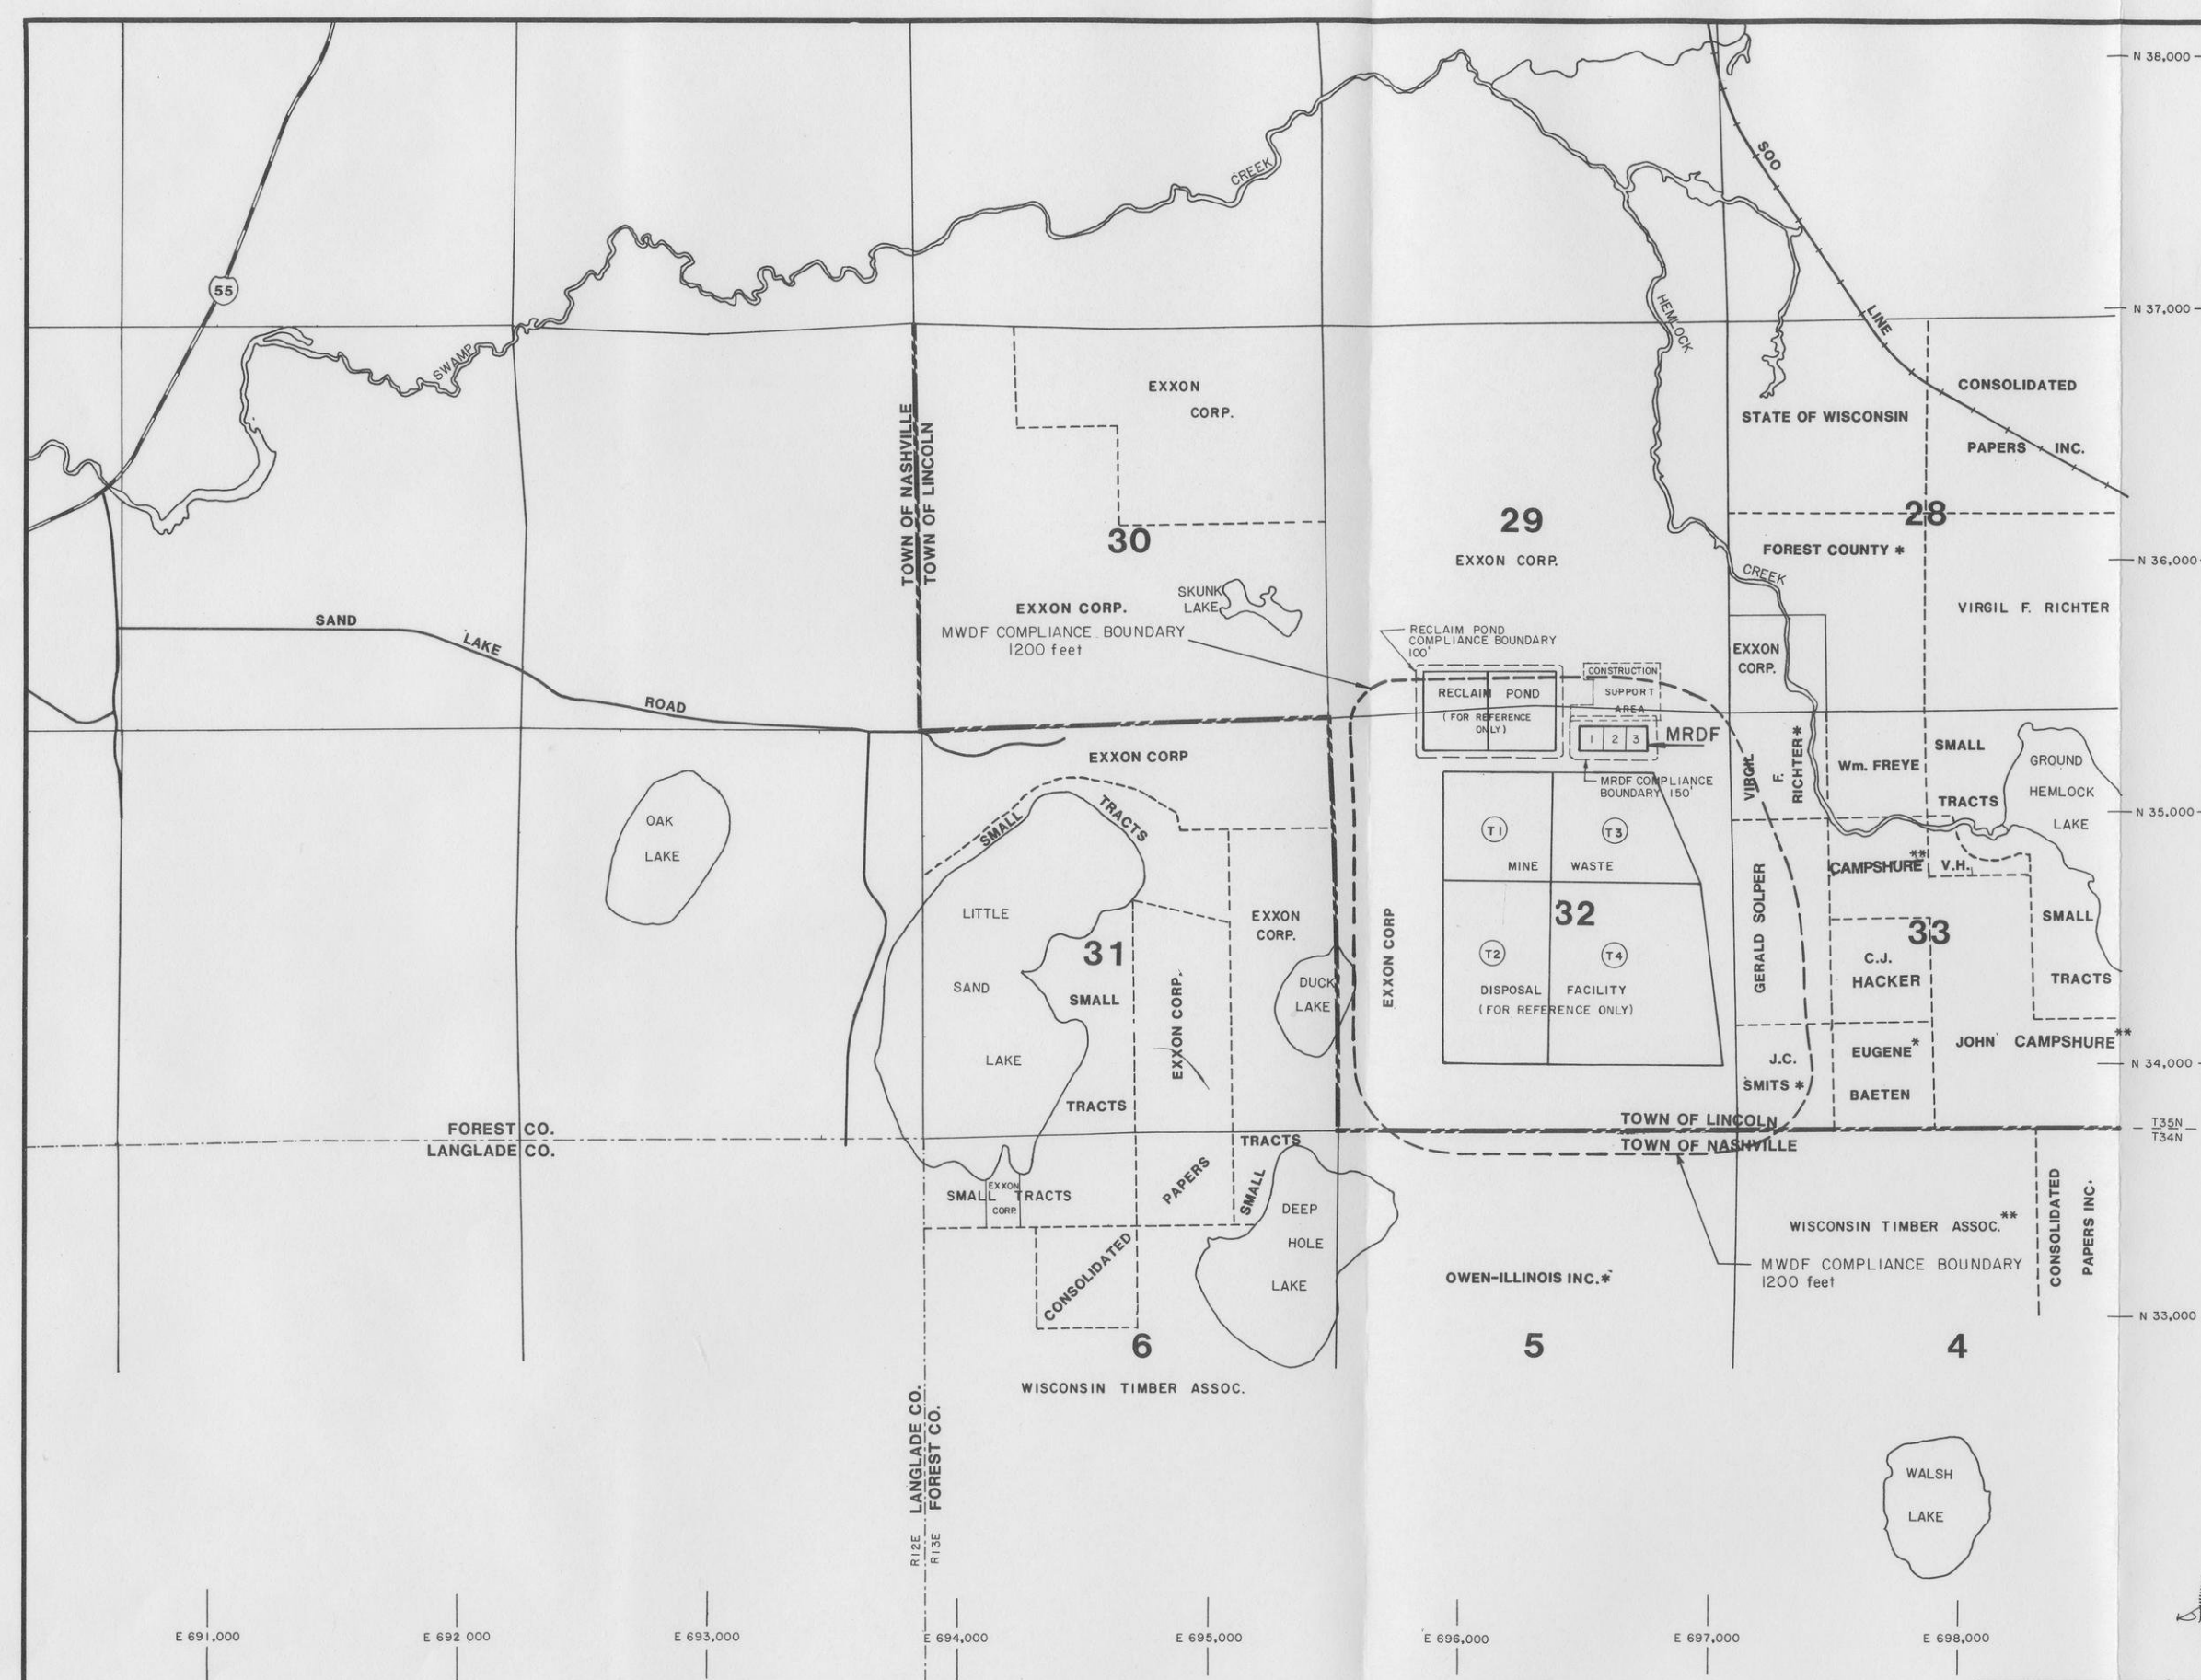 N 38,000
SOO
CREEK
55
LINE
HEMLOCK
N 37,000
SWAMP
EXXON
CORP.
CONSOLIDATED
STATE OF WISCONSIN
PAPERS INC.
TOWN OF NASHVILLE
TOWN OF LINCOLN
30
29
28
EXXON CORP.
FOREST COUNTY *
N 36,000
CREEK
SKUNK
LAKE
EXXON CORP.
MWDF COMPLIANCE BOUNDARY
1200 feet
VIRGIL F. RICHTER
SAND
LAKE
ROAD
RECLAIM POND
COMPLIANCE BOUNDARY
100'
EXXON
CORP.
CONSTRUCTION
SUPPORT
AREA
RECLAIM POND
(FOR REFERENCE
ONLY)
1 2 3
MRDF
MRDF COMPLIANCE
BOUNDARY 150'
VIRGIL
F.
RICHTER *
Wm. FREYE
SMALL
TRACTS
GROUND
HEMLOCK
LAKE
N 35,000
EXXON CORP
SMALL
TRACTS
OAK
LAKE
T1
T3
MINE WASTE
CAMPSHURE **
V.H.
LITTLE
SAND
LAKE
31
SMALL
TRACTS
EXXON CORP.
EXXON
CORP.
DUCK
LAKE
EXXON CORP
32
T2
T4
DISPOSAL FACILITY
(FOR REFERENCE ONLY)
GERALD SOLPER
33
C.J.
HACKER
SMALL
TRACTS
J.C.
SMITS *
EUGENE *
BAETEN
JOHN CAMPSHURE **
N 34,000
FOREST CO.
LANGLADE CO.
TOWN OF LINCOLN
TOWN OF NASHVILLE
T35N
T34N
SMALL TRACTS
EXXON
CORP.
PAPERS
CONSOLIDATED
SMALL
TRACTS
DEEP
HOLE
LAKE
WISCONSIN TIMBER ASSOC. **
MWDF COMPLIANCE BOUNDARY
1200 feet
CONSOLIDATED
PAPERS INC.
OWEN-ILLINOIS INC. *
N 33,000
6
5
4
WISCONSIN TIMBER ASSOC.
LANGLADE CO.
FOREST CO.
R12E
R13E
WALSH
LAKE
E 691,000
E 692 000
E 693,000
E 694,000
E 695,000
E 696,000
E 697,000
E 698,000